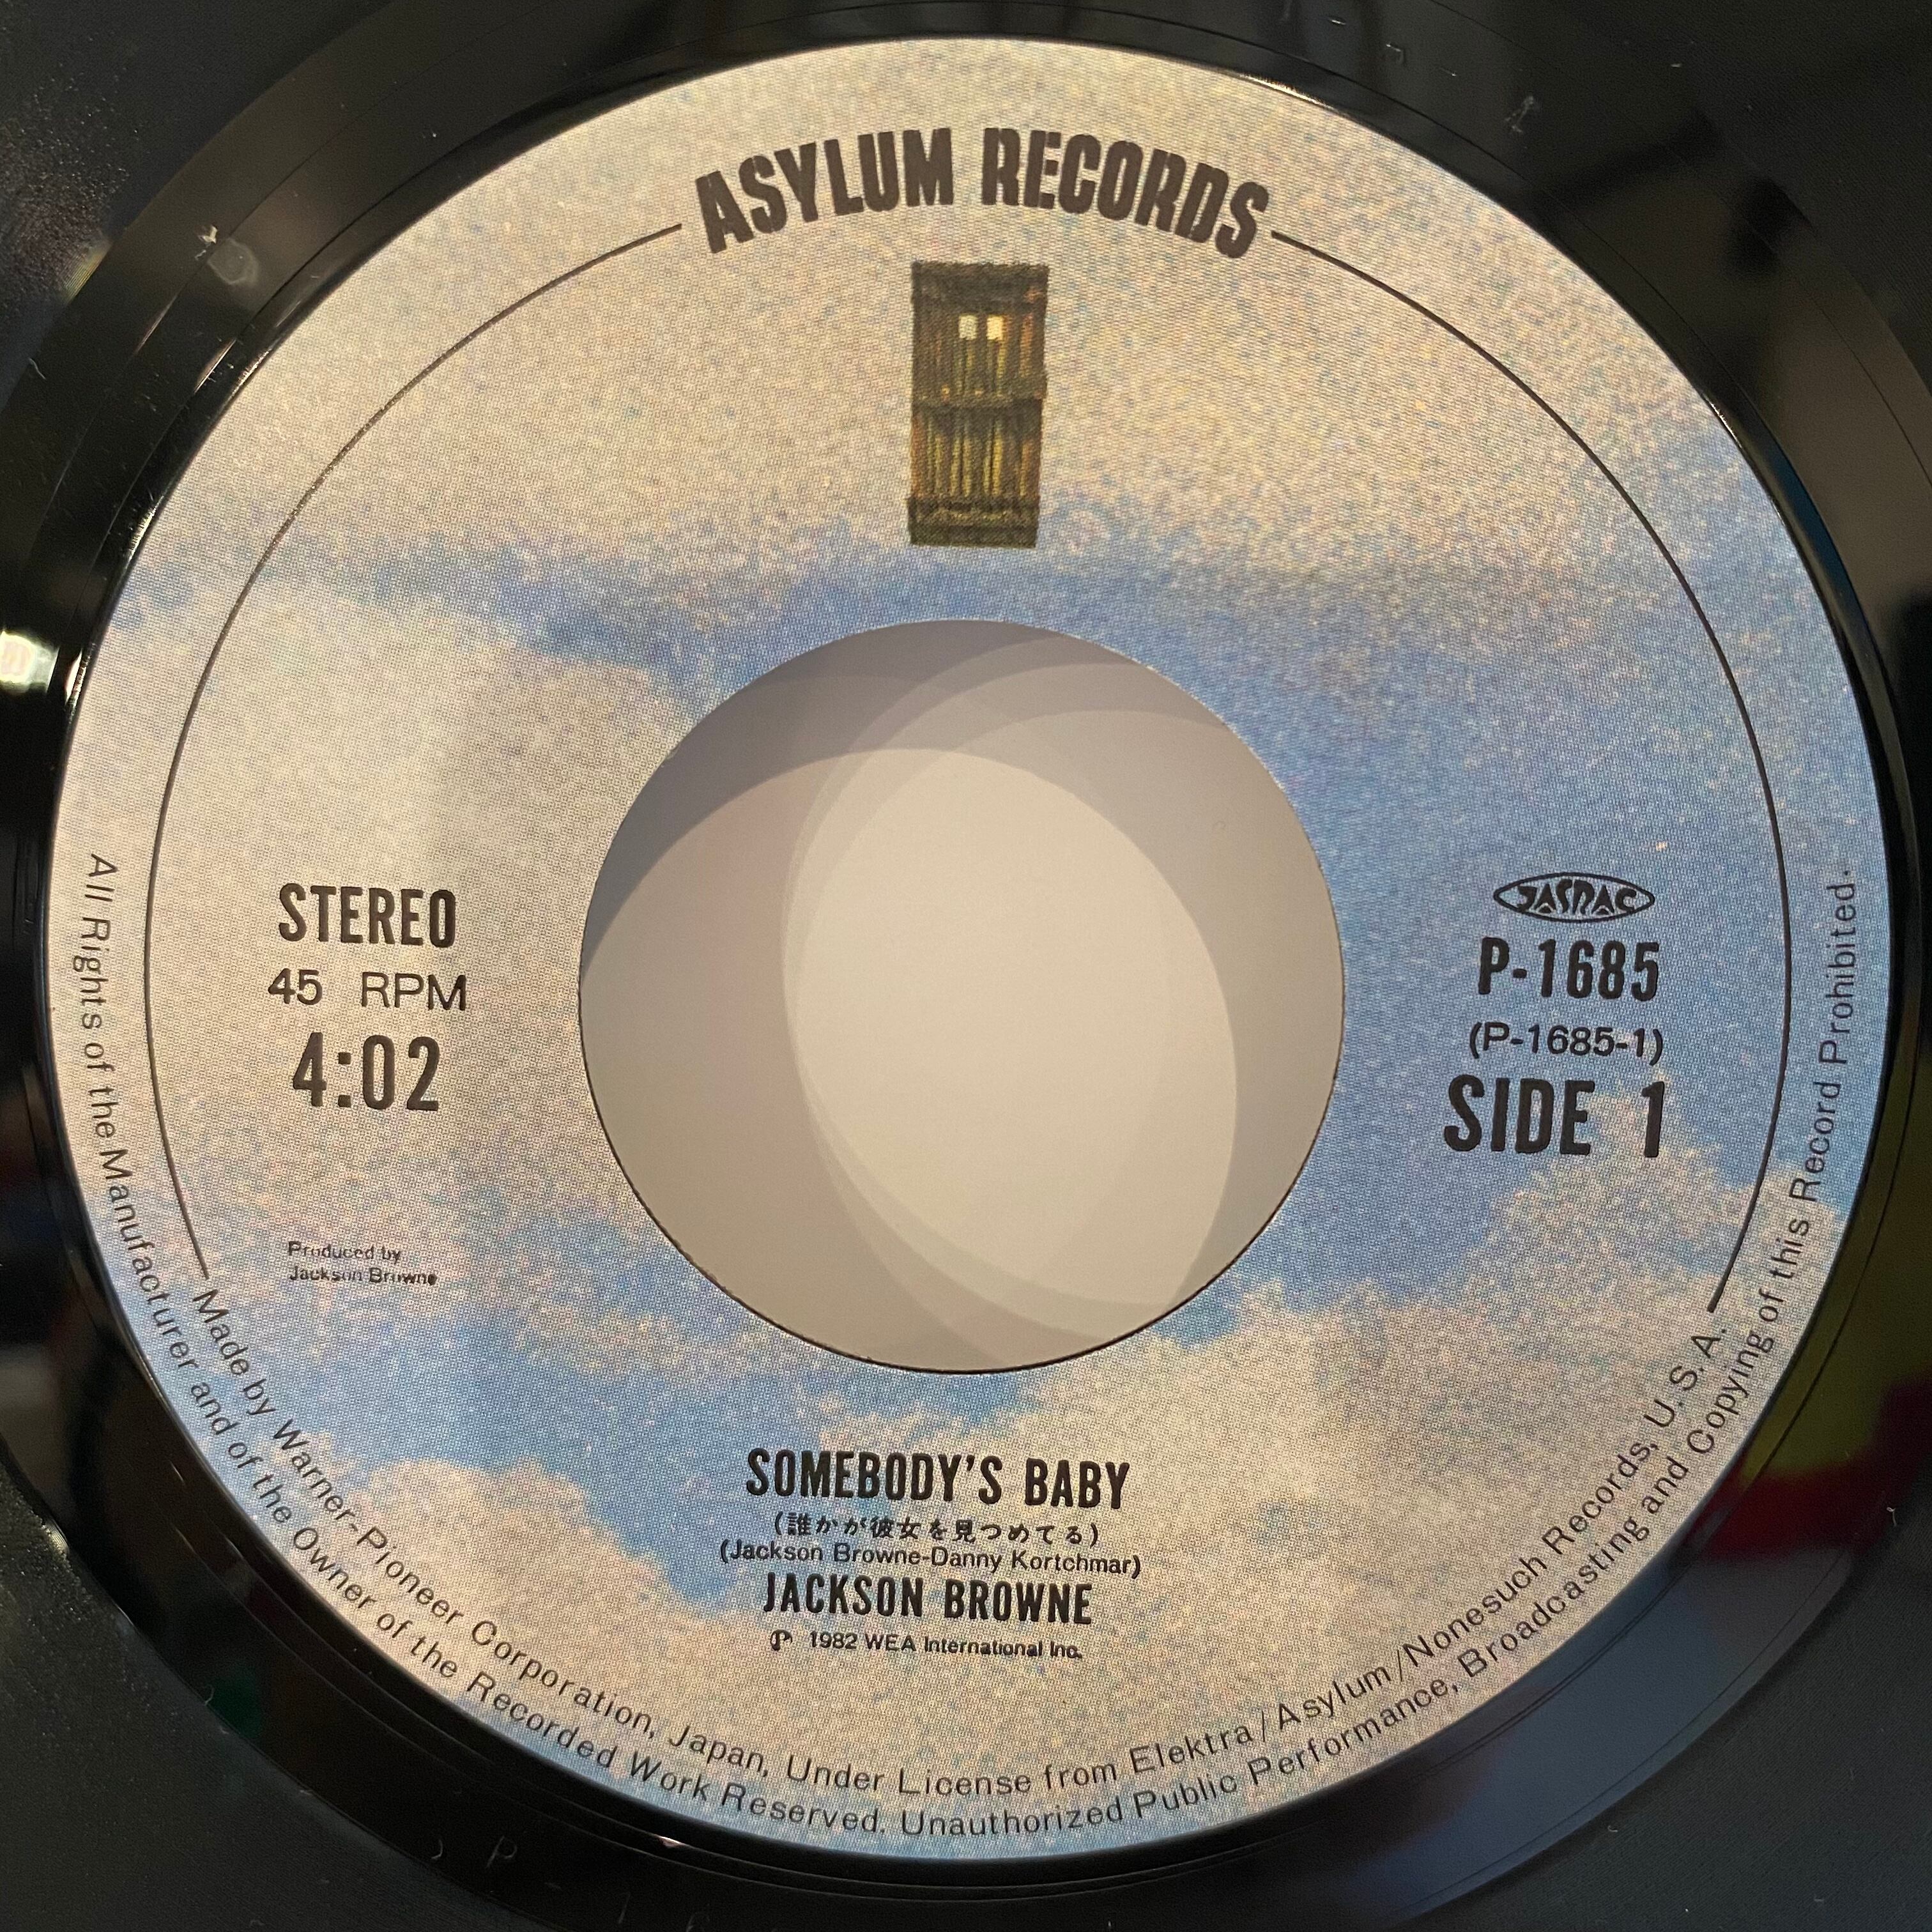 ASYLUM RECORDS
STEREO
45 RPM
4:02
JASRAC
P-1685
(P-1685-1)
SIDE 1
Produced by
Jackson Browne
SOMEBODY'S BABY
(誰かが彼女を見つめてる)
(Jackson Browne-Danny Kortchmar)
JACKSON BROWNE
℗ 1982 WEA International Inc.
Made by Warner-Pioneer Corporation, Japan, Under License from Elektra/Asylum/Nonesuch Records, U.S.A.
All Rights of the Manufacturer and of the Owner of the Recorded Work Reserved. Unauthorized Public Performance, Broadcasting and Copying of this Record Prohibited.